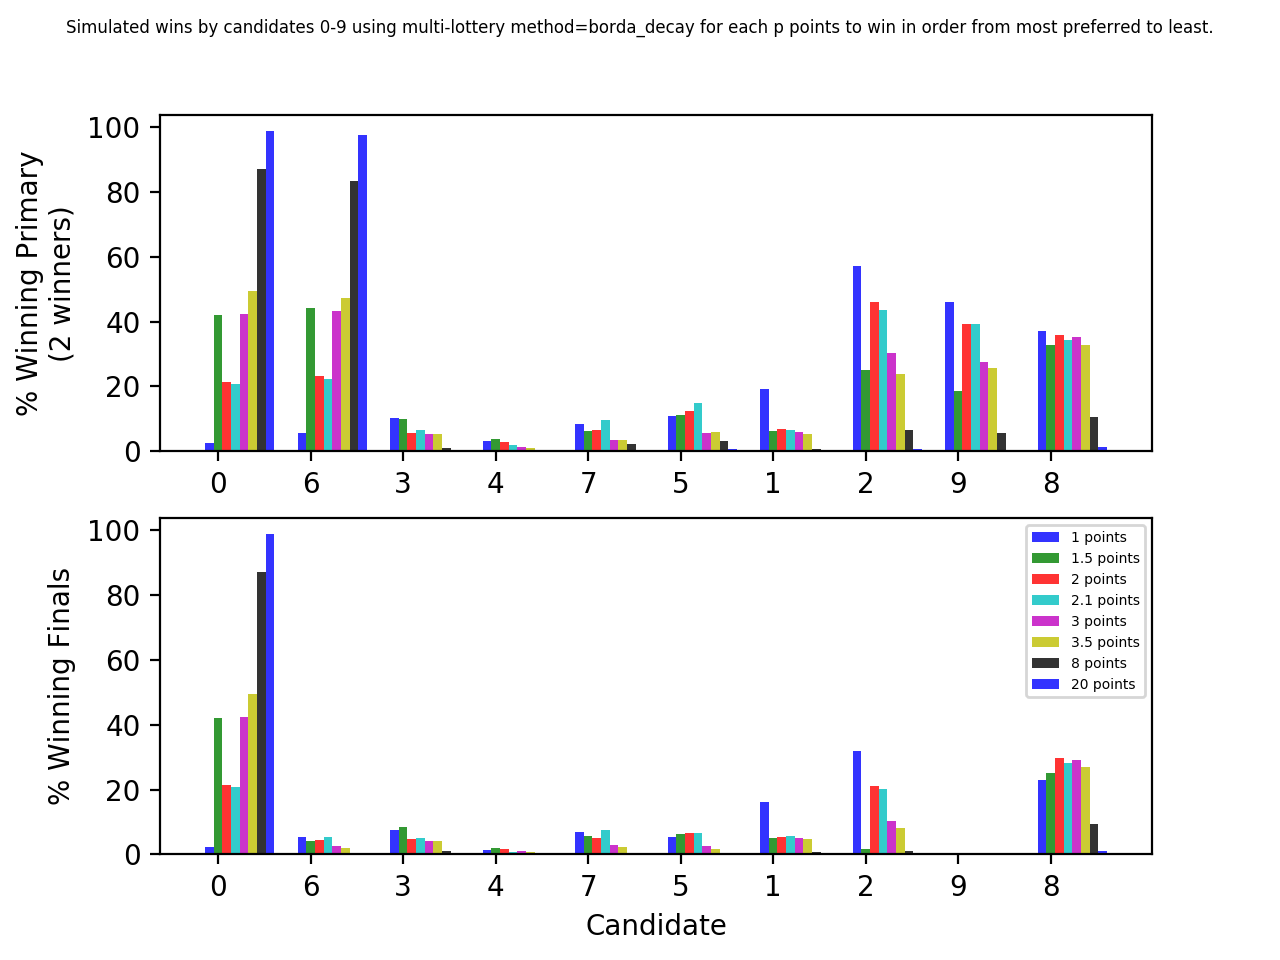 Simulated wins by candidates 0-9 using multi-lottery method=borda_decay for each p points to win in order from most preferred to least.
% Winning Primary
(2 winners)
100
80
60
40
20
0
0 6 3 4 7 5 1 2 9 8
% Winning Finals
100
80
60
40
20
0
1 points
1.5 points
2 points
2.1 points
3 points
3.5 points
8 points
20 points
0 6 3 4 7 5 1 2 9 8
Candidate